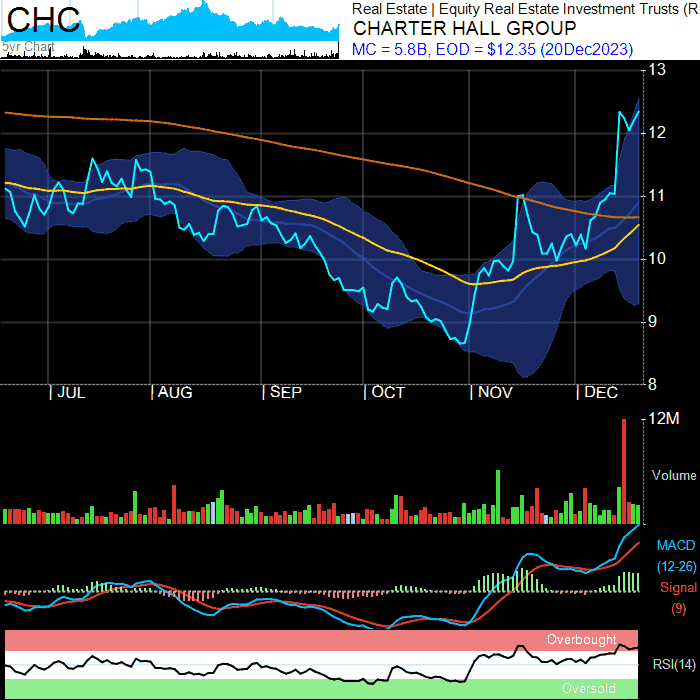 CHC
5yr Chart
Real Estate | Equity Real Estate Investment Trusts (R
CHARTER HALL GROUP
MC = 5.8B, EOD = $12.35 (20Dec2023)
13
12
11
10
9
8
| JUL | AUG | SEP | OCT | NOV | DEC
12M
Volume
MACD
(12-26)
Signal
(9)
Overbought
RSI(14)
Oversold